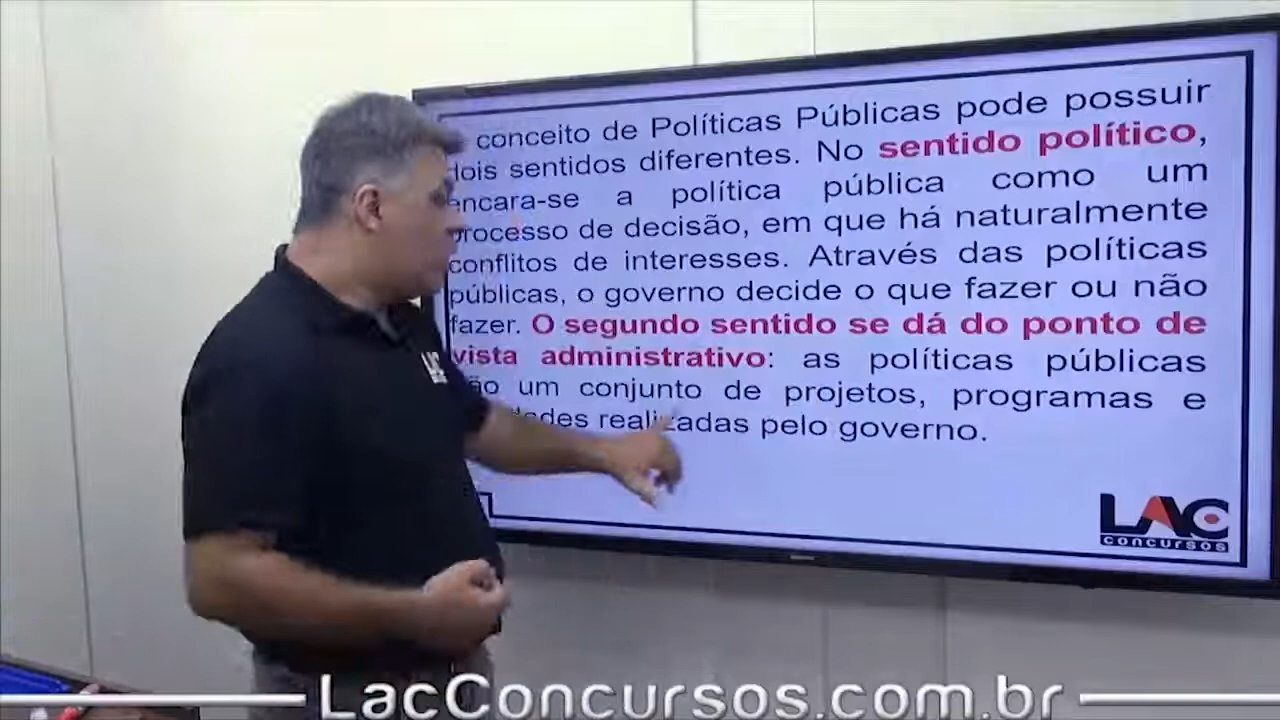 conceito de Políticas Públicas pode possuir
dois sentidos diferentes. No sentido político,
encara-se a política pública como um
processo de decisão, em que há naturalmente
conflitos de interesses. Através das políticas
públicas, o governo decide o que fazer ou não
fazer. O segundo sentido se dá do ponto de
vista administrativo: as políticas públicas
são um conjunto de projetos, programas e
realizadas pelo governo.
LAC
concursos
LAC
LacConcursos.com.br